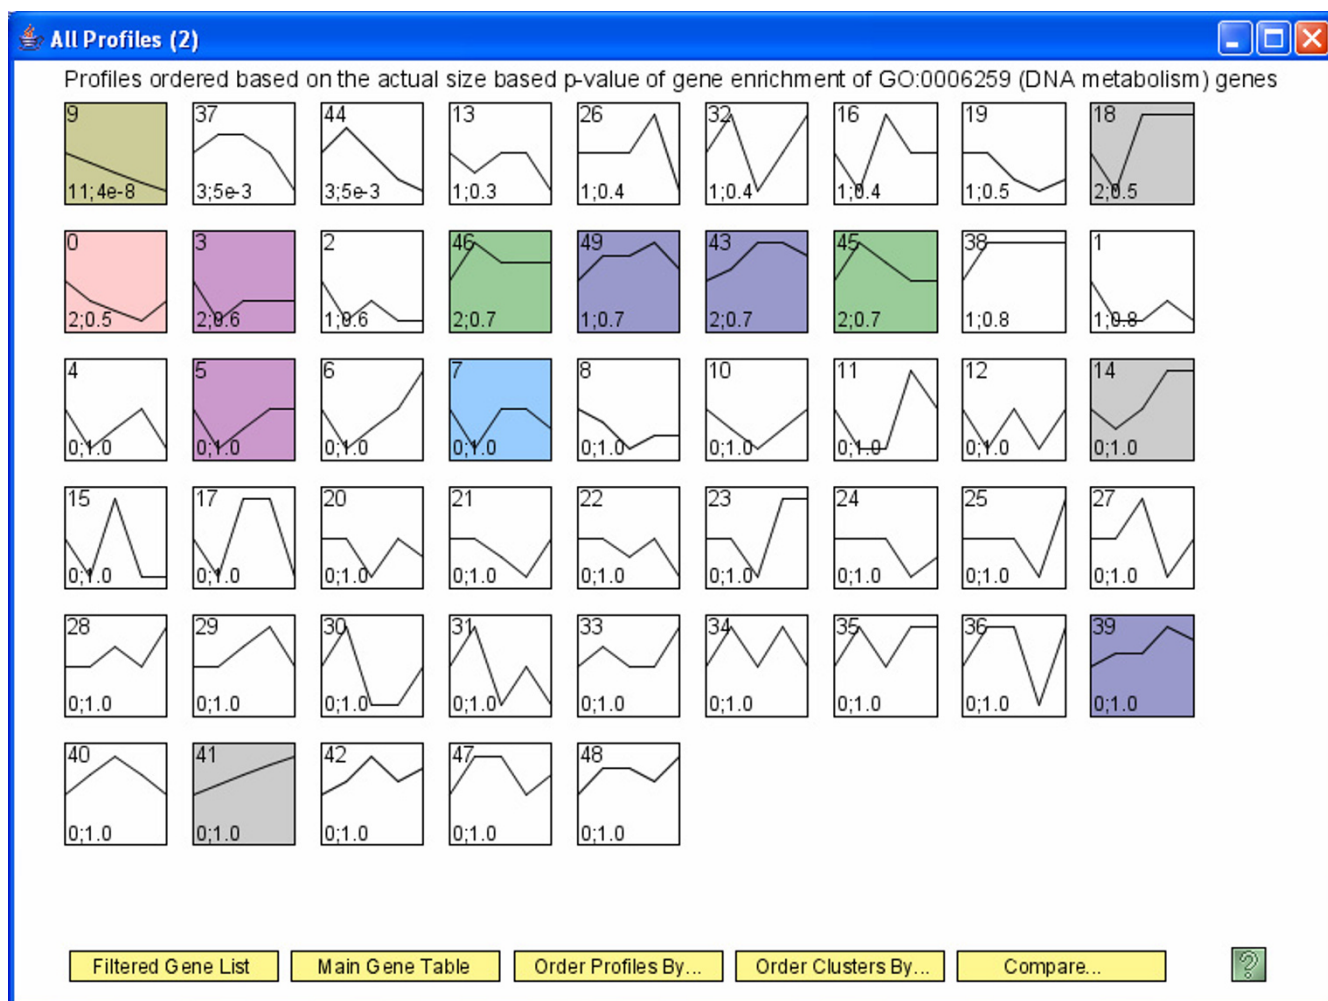 All Profiles (2)
Profiles ordered based on the actual size based p-value of gene enrichment of GO:0006259 (DNA metabolism) genes
9 37 44 13 26 32 16 19 18
11;4e-8 3;5e-3 3;5e-3 1;0.3 1;0.4 1;0.4 1;0.4 1;0.5 2;0.5
0 3 2 46 49 43 45 38 1
2;0.5 2;0.6 1;0.6 2;0.7 1;0.7 2;0.7 2;0.7 1;0.8 1;0.8
4 5 6 7 8 10 11 12 14
0;1.0 0;1.0 0;1.0 0;1.0 0;1.0 0;1.0 0;1.0 0;1.0 0;1.0
15 17 20 21 22 23 24 25 27
0;1.0 0;1.0 0;1.0 0;1.0 0;1.0 0;1.0 0;1.0 0;1.0 0;1.0
28 29 30 31 33 34 35 36 39
0;1.0 0;1.0 0;1.0 0;1.0 0;1.0 0;1.0 0;1.0 0;1.0 0;1.0
40 41 42 47 48
0;1.0 0;1.0 0;1.0 0;1.0 0;1.0
Filtered Gene List Main Gene Table Order Profiles By... Order Clusters By... Compare... ?